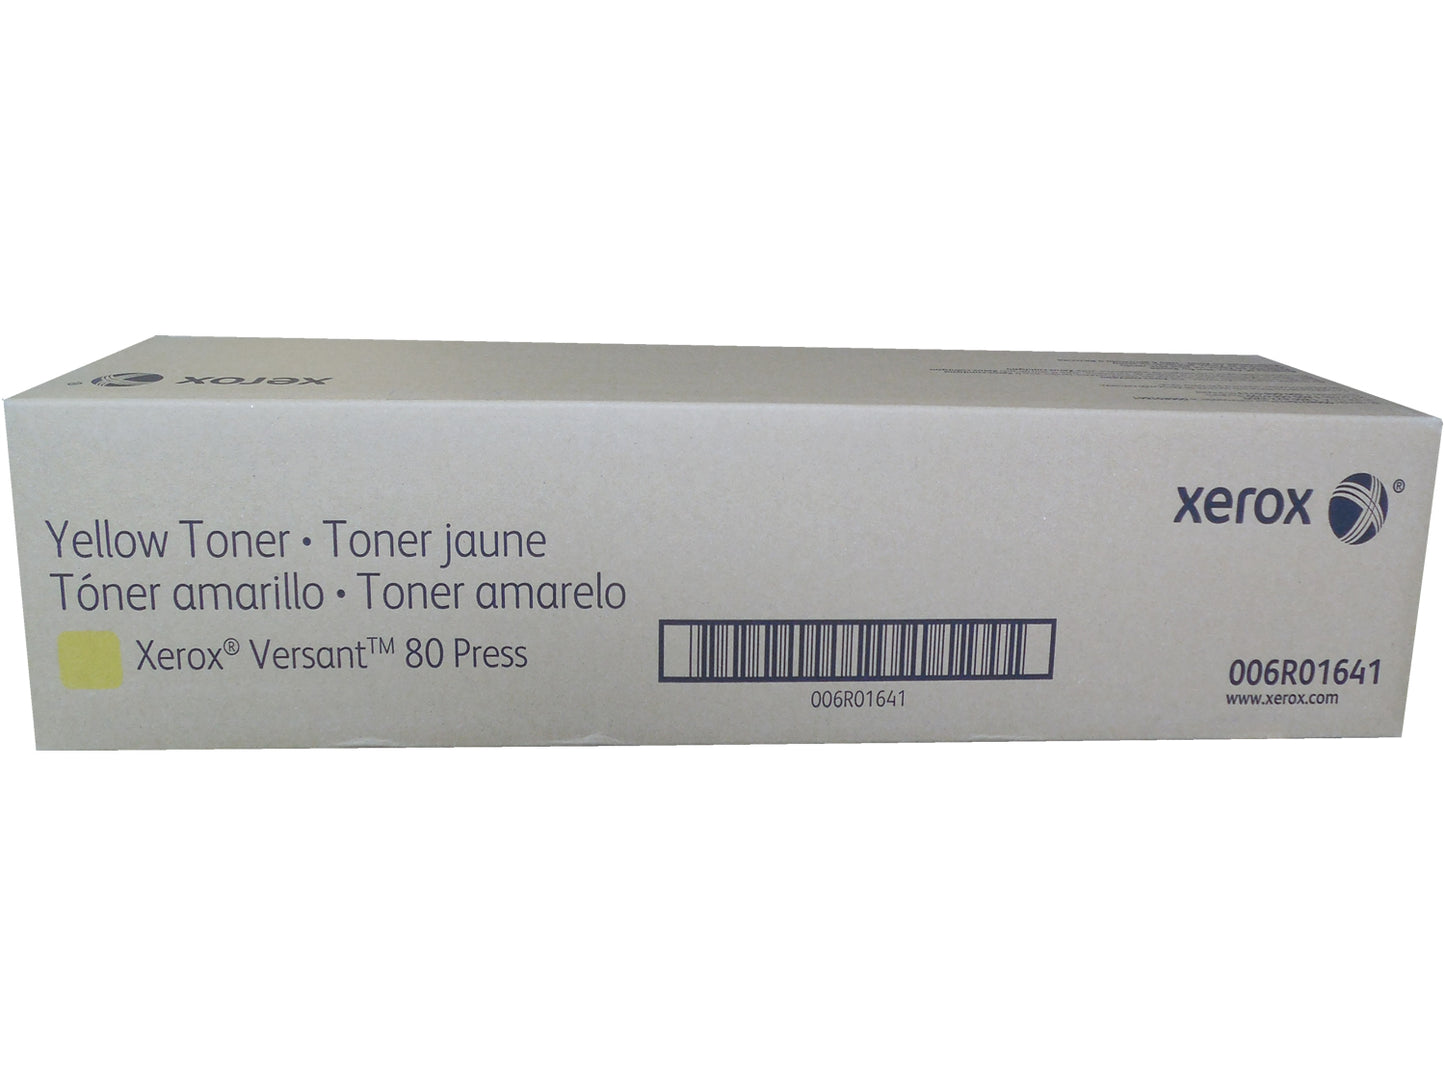 xerox ®
xerox ®
Yellow Toner • Toner jaune
Tóner amarillo • Toner amarelo
Xerox® Versant™ 80 Press
006R01641
006R01641
www.xerox.com